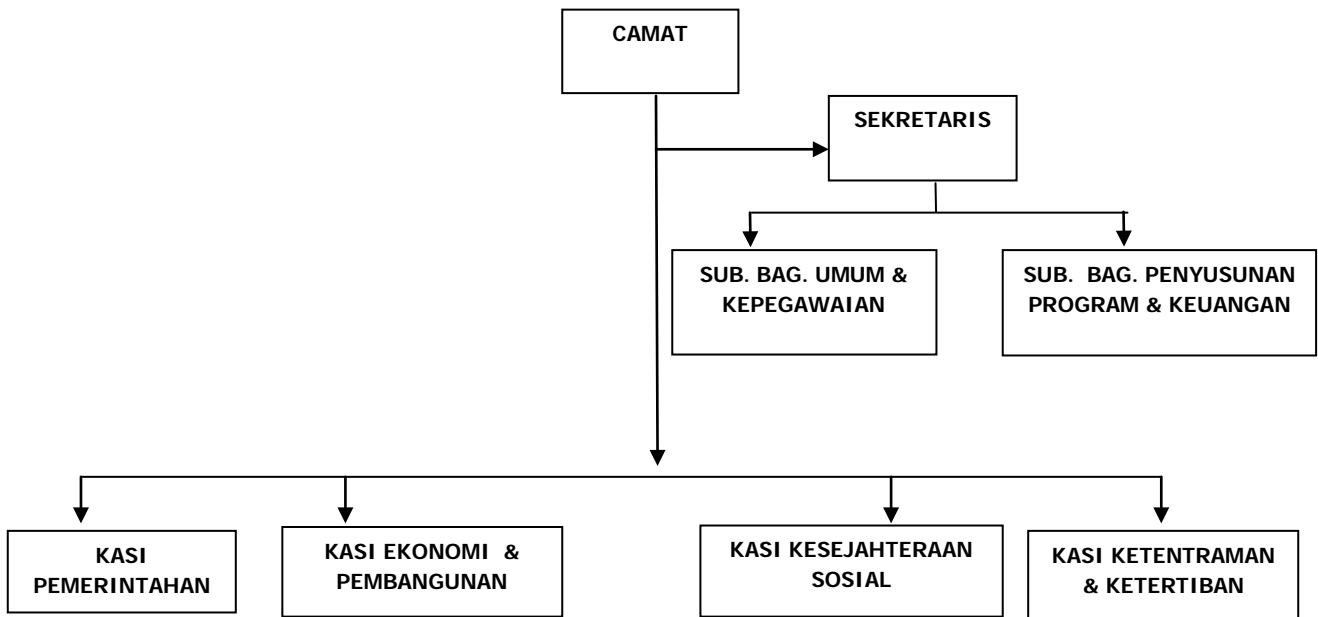 CAMAT
SEKRETARIS
SUB. BAG. UMUM &
KEPEGAWAIAN
SUB. BAG. PENYUSUNAN
PROGRAM & KEUANGAN
KASI
PEMERINTAHAN
KASI EKONOMI &
PEMBANGUNAN
KASI KESEJAHTERAAN
SOSIAL
KASI KETENTRAMAN
& KETERTIBAN